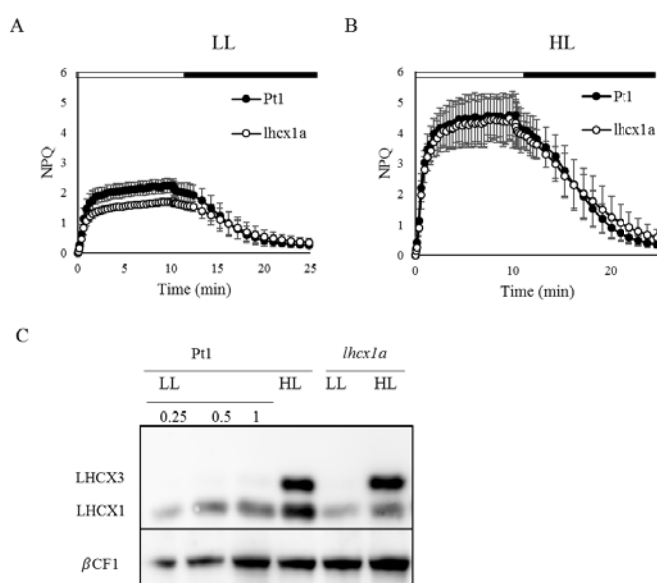 A
LL
6
5
4
3
2
1
0
NPQ
Pt1
lhcx1a
0 5 10 15 20 25
Time (min)
B
HL
6
5
4
3
2
1
0
NPQ
Pt1
lhcx1a
0 10 20
Time (min)
C
Pt1 lhcx1a
LL HL LL HL
0.25 0.5 1
LHCX3
LHCX1
βCF1